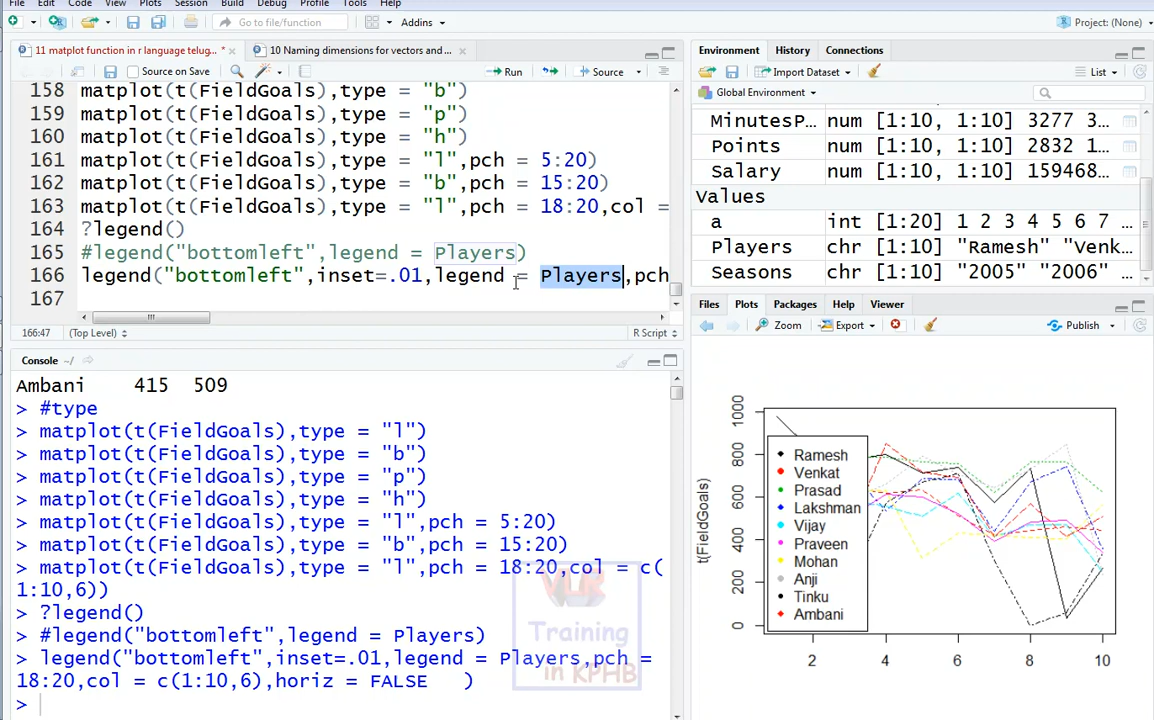 File Edit Code View Plots Session Build Debug Profile Tools Help
Go to file/function Addins Project: (None)
11 matplot function in r language telug... 10 Naming dimensions for vectors and ...
Source on Save Run Source
158 matplot(t(FieldGoals),type = "b")
159 matplot(t(FieldGoals),type = "p")
160 matplot(t(FieldGoals),type = "h")
161 matplot(t(FieldGoals),type = "l",pch = 5:20)
162 matplot(t(FieldGoals),type = "b",pch = 15:20)
163 matplot(t(FieldGoals),type = "l",pch = 18:20,col =
164 ?legend()
165 #legend("bottomleft",legend = Players)
166 legend("bottomleft",inset=.01,legend = Players,pch
167
166:47 (Top Level) R Script
Console ~/
Ambani 415 509
> #type
> matplot(t(FieldGoals),type = "l")
> matplot(t(FieldGoals),type = "b")
> matplot(t(FieldGoals),type = "p")
> matplot(t(FieldGoals),type = "h")
> matplot(t(FieldGoals),type = "l",pch = 5:20)
> matplot(t(FieldGoals),type = "b",pch = 15:20)
> matplot(t(FieldGoals),type = "l",pch = 18:20,col = c(
1:10,6))
> ?legend()
> #legend("bottomleft",legend = Players)
> legend("bottomleft",inset=.01,legend = Players,pch =
18:20,col = c(1:10,6),horiz = FALSE )
>
VLR
Training
in KPHB
Environment History Connections
Import Dataset List
Global Environment
MinutesP... num [1:10, 1:10] 3277 3...
Points num [1:10, 1:10] 2832 1...
Salary num [1:10, 1:10] 159468...
Values
a int [1:20] 1 2 3 4 5 6 7
Players chr "Ramesh" "Venk...
Seasons chr "2005" "2006" ...
Files Plots Packages Help Viewer
Zoom Export Publish
t(FieldGoals)
1000
800
600
400
200
0
Ramesh
Venkat
Prasad
Lakshman
Vijay
Praveen
Mohan
Anji
Tinku
Ambani
2 4 6 8 10